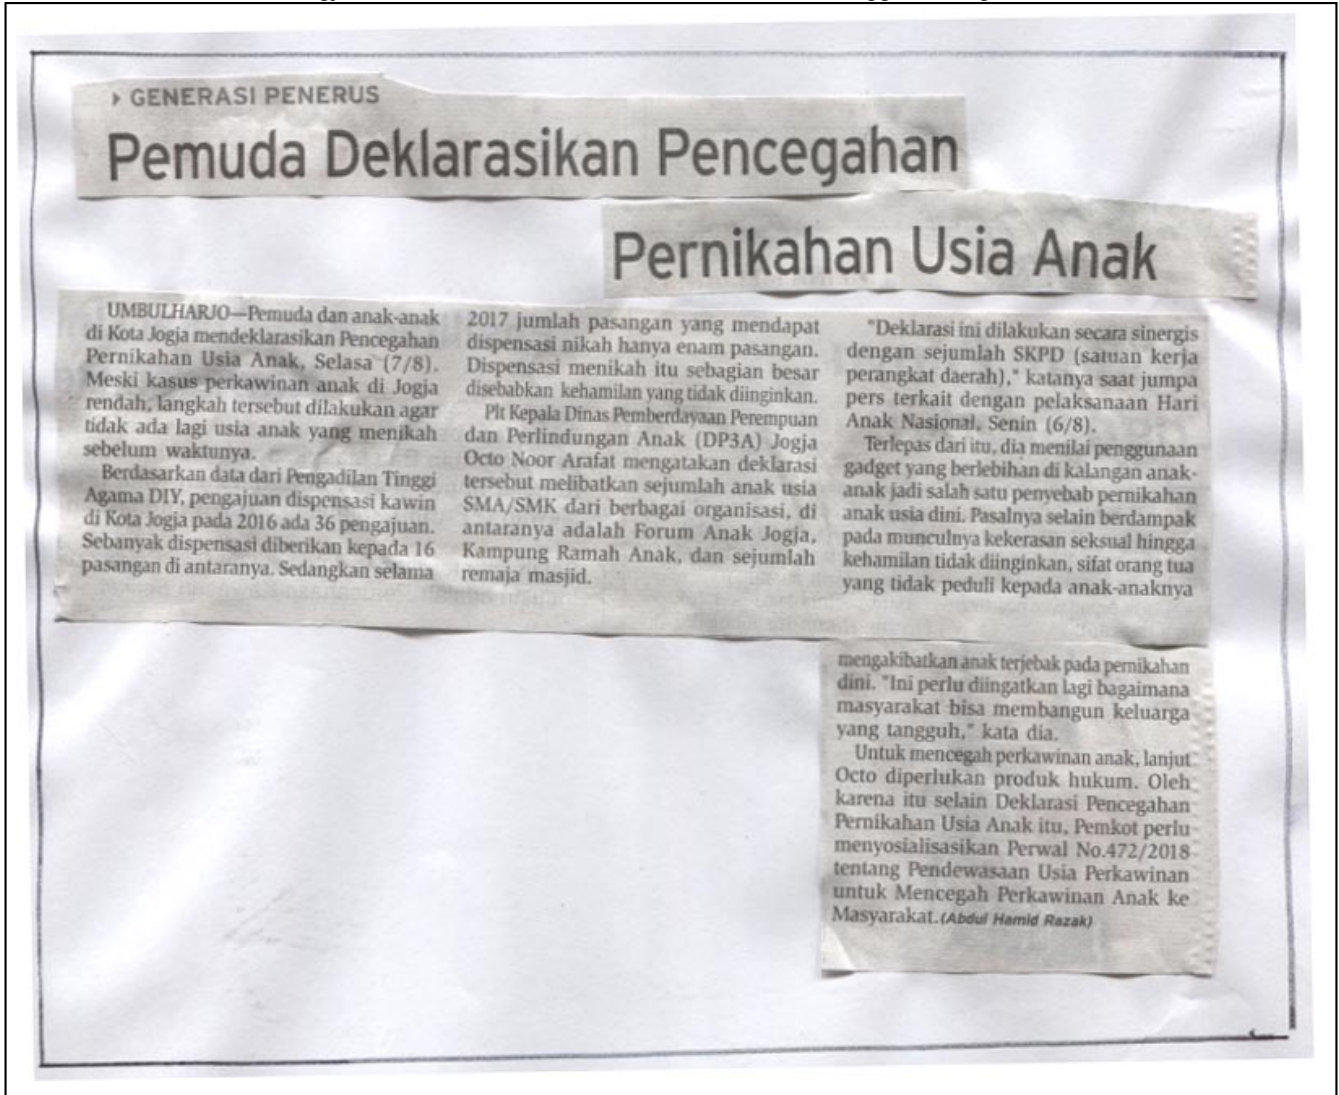 GENERASI PENERUS
Pemuda Deklarasikan Pencegahan
Pernikahan Usia Anak
UMBULHARJO—Pemuda dan anak-anak
di Kota Jogja mendeklarasikan Pencegahan
Pernikahan Usia Anak, Selasa (7/8).
Meski kasus perkawinan anak di Jogja
rendah, langkah tersebut dilakukan agar
tidak ada lagi usia anak yang menikah
sebelum waktunya.
Berdasarkan data dari Pengadilan Tinggi
Agama DIY, pengajuan dispensasi kawin
di Kota Jogja pada 2016 ada 36 pengajuan.
Sebanyak dispensasi diberikan kepada 16
pasangan di antaranya. Sedangkan selama
2017 jumlah pasangan yang mendapat
dispensasi nikah hanya enam pasangan.
Dispensasi menikah itu sebagian besar
disebabkan kehamilan yang tidak diinginkan.
Plt Kepala Dinas Pemberdayaan Perempuan
dan Perlindungan Anak (DP3A) Jogja
Octo Noor Arafat mengatakan deklarasi
tersebut melibatkan sejumlah anak usia
SMA/SMK dari berbagai organisasi, di
antaranya adalah Forum Anak Jogja,
Kampung Ramah Anak, dan sejumlah
remaja masjid.
"Deklarasi ini dilakukan secara sinergis
dengan sejumlah SKPD (satuan kerja
perangkat daerah)," katanya saat jumpa
pers terkait dengan pelaksanaan Hari
Anak Nasional, Senin (6/8).
Terlepas dari itu, dia menilai penggunaan
gadget yang berlebihan di kalangan anak-
anak jadi salah satu penyebab pernikahan
anak usia dini. Pasalnya selain berdampak
pada munculnya kekerasan seksual hingga
kehamilan tidak diinginkan, sifat orang tua
yang tidak peduli kepada anak-anaknya
mengakibatkan anak terjebak pada pernikahan
dini. "Ini perlu diingatkan lagi bagaimana
masyarakat bisa membangun keluarga
yang tangguh," kata dia.
Untuk mencegah perkawinan anak, lanjut
Octo diperlukan produk hukum. Oleh
karena itu selain Deklarasi Pencegahan
Pernikahan Usia Anak itu, Pemkot perlu
menyosialisasikan Perwal No.472/2018
tentang Pendewasaan Usia Perkawinan
untuk Mencegah Perkawinan Anak ke
Masyarakat. (Abdul Hamid Razak)